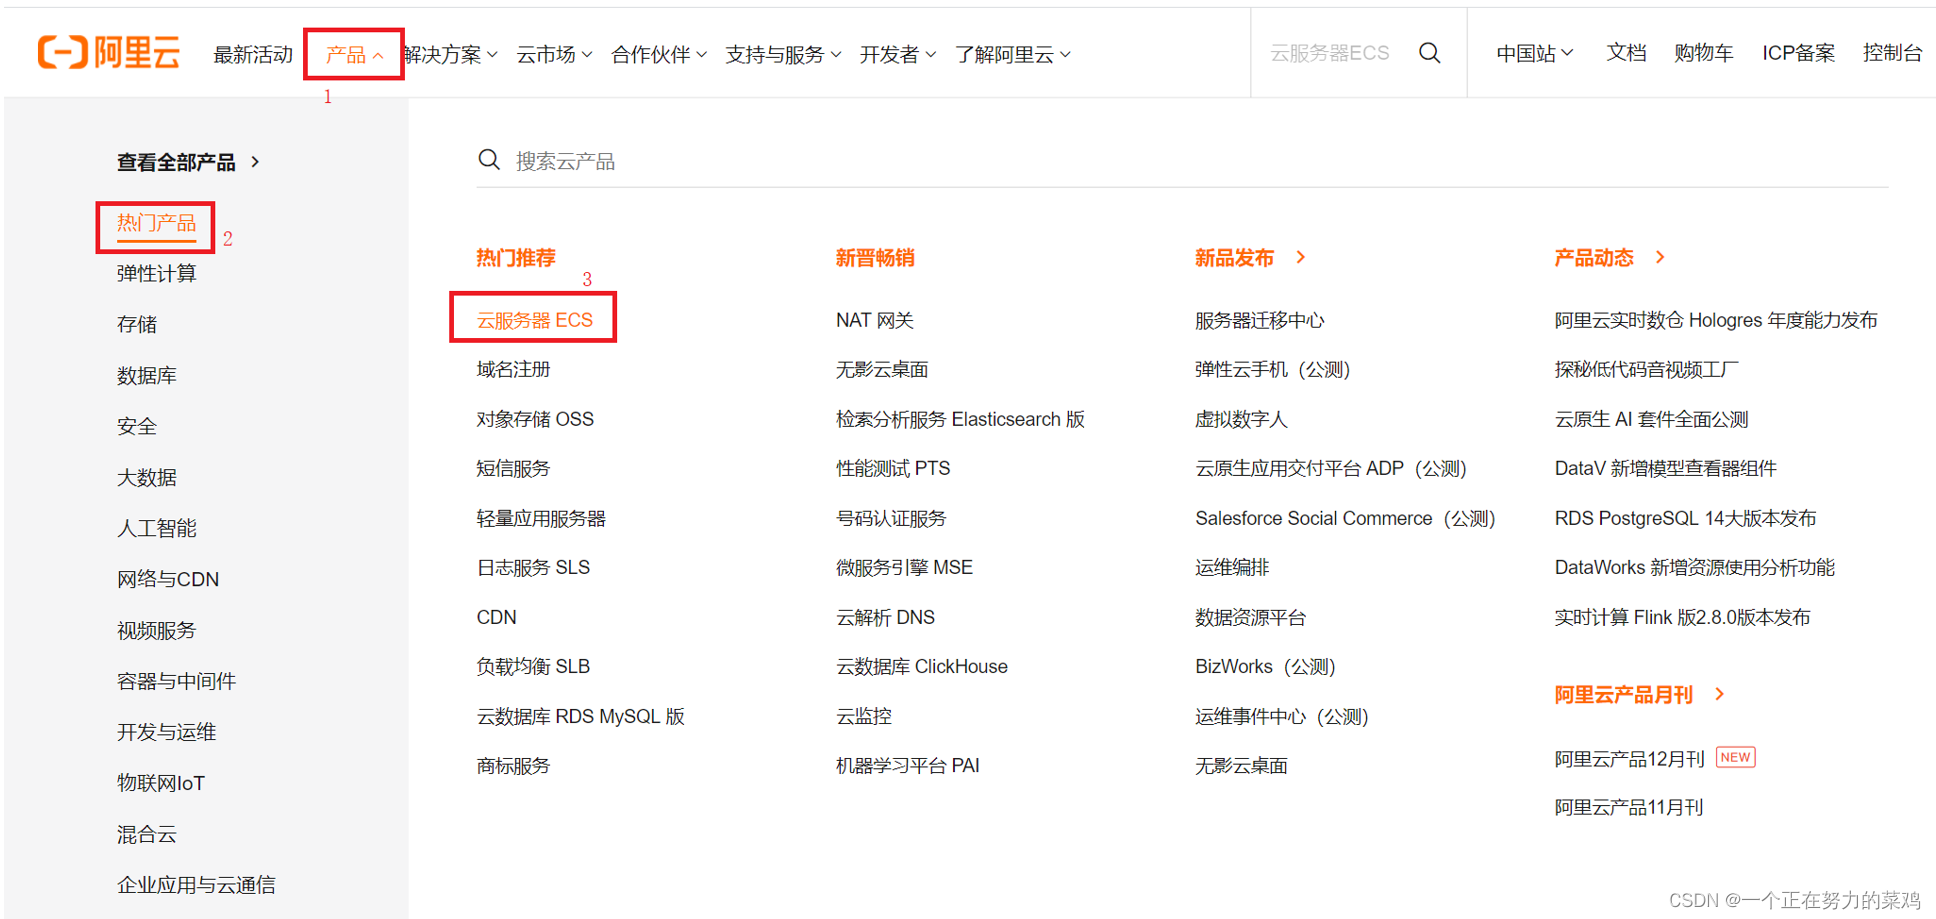 阿里云 最新活动 产品 解决方案 云市场 合作伙伴 支持与服务 开发者 了解阿里云 云服务器ECS 中国站 文档 购物车 ICP备案 控制台
1
查看全部产品
搜索云产品
热门产品
2
弹性计算
存储
数据库
安全
大数据
人工智能
网络与CDN
视频服务
容器与中间件
开发与运维
物联网IoT
混合云
企业应用与云通信
热门推荐
3
云服务器 ECS
域名注册
对象存储 OSS
短信服务
轻量应用服务器
日志服务 SLS
CDN
负载均衡 SLB
云数据库 RDS MySQL 版
商标服务
新晋畅销
NAT 网关
无影云桌面
检索分析服务 Elasticsearch 版
性能测试 PTS
号码认证服务
微服务引擎 MSE
云解析 DNS
云数据库 ClickHouse
云监控
机器学习平台 PAI
新品发布
服务器迁移中心
弹性云手机（公测）
虚拟数字人
云原生应用交付平台 ADP（公测）
Salesforce Social Commerce（公测）
运维编排
数据资源平台
BizWorks（公测）
运维事件中心（公测）
无影云桌面
产品动态
阿里云实时数仓 Hologres 年度能力发布
探秘低代码音视频工厂
云原生 AI 套件全面公测
DataV 新增模型查看器组件
RDS PostgreSQL 14大版本发布
DataWorks 新增资源使用分析功能
实时计算 Flink 版2.8.0版本发布
阿里云产品月刊
阿里云产品12月刊 NEW
阿里云产品11月刊
CSDN @一个正在努力的菜鸡